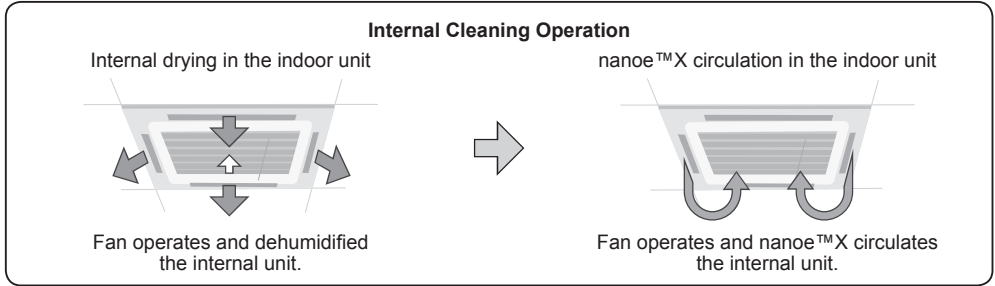 Internal Cleaning Operation
Internal drying in the indoor unit
Fan operates and dehumidified
the internal unit.
nanoe™X circulation in the indoor unit
Fan operates and nanoe™X circulates
the internal unit.